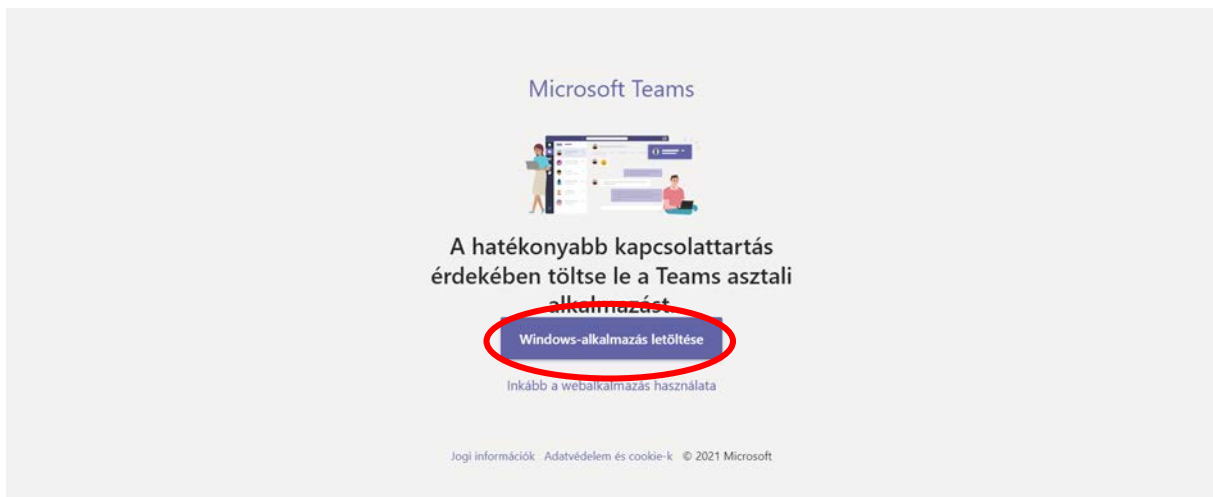 Microsoft Teams
A hatékonyabb kapcsolattartás
érdekében töltse le a Teams asztali
alkalmazást.
Windows-alkalmazás letöltése
Inkább a webalkalmazás használata
Jogi információk Adatvédelem és cookie-k © 2021 Microsoft